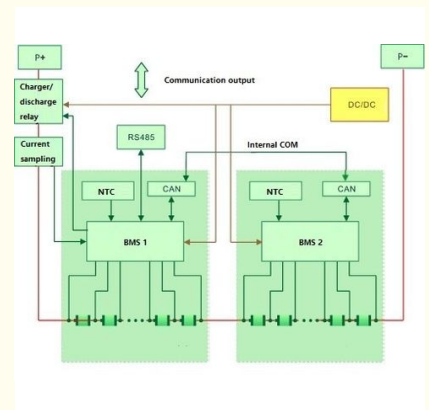 P+
P−
Communication output
Charger/
discharge
relay
DC/DC
RS485
Current
sampling
Internal COM
NTC
CAN
NTC
CAN
BMS 1
BMS 2